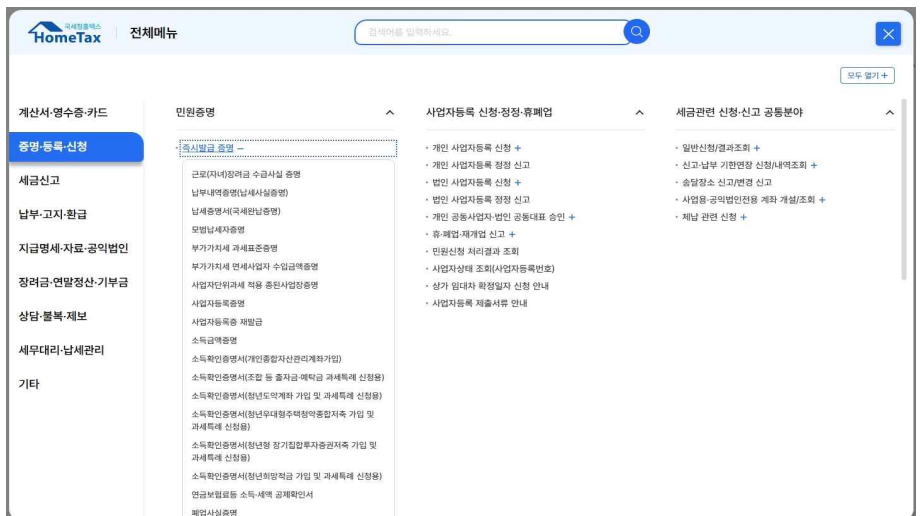 국세청홈택스
HomeTax
전체메뉴
검색어를 입력하세요.
모두 열기 +
계산서·영수증·카드
증명·등록·신청
세금신고
납부·고지·환급
지급명세·자료·공익법인
장려금·연말정산·기부금
상담·불복·제보
세무대리·납세관리
기타
민원증명
· 즉시발급 증명 −
근로(자녀)장려금 수급사실 증명
납부내역증명(납세사실증명)
납세증명서(국세완납증명)
모범납세자증명
부가가치세 과세표준증명
부가가치세 면세사업자 수입금액증명
사업자단위과세 적용 종된사업장증명
사업자등록증명
사업자등록증 재발급
소득금액증명
소득확인증명서(개인종합자산관리계좌가입)
소득확인증명서(조합 등 출자금·예탁금 과세특례 신청용)
소득확인증명서(청년도약계좌 가입 및 과세특례 신청용)
소득확인증명서(청년우대형주택청약종합저축 가입 및
과세특례 신청용)
소득확인증명서(청년형 장기집합투자증권저축 가입 및
과세특례 신청용)
소득확인증명서(청년희망적금 가입 및 과세특례 신청용)
연금보험료등 소득·세액 공제확인서
폐업사실증명
사업자등록 신청·정정·휴폐업
· 개인 사업자등록 신청 +
· 개인 사업자등록 정정 신고
· 법인 사업자등록 신청 +
· 법인 사업자등록 정정 신고
· 개인 공동사업자·법인 공동대표 승인 +
· 휴·폐업·재개업 신고 +
· 민원신청 처리결과 조회
· 사업자상태 조회(사업자등록번호)
· 상가 임대차 확정일자 신청 안내
· 사업자등록 제출서류 안내
세금관련 신청·신고 공통분야
· 일반신청/결과조회 +
· 신고·납부 기한연장 신청/내역조회 +
· 송달장소 신고/변경 신고
· 사업용·공익법인전용 계좌 개설/조회 +
· 체납 관련 신청 +